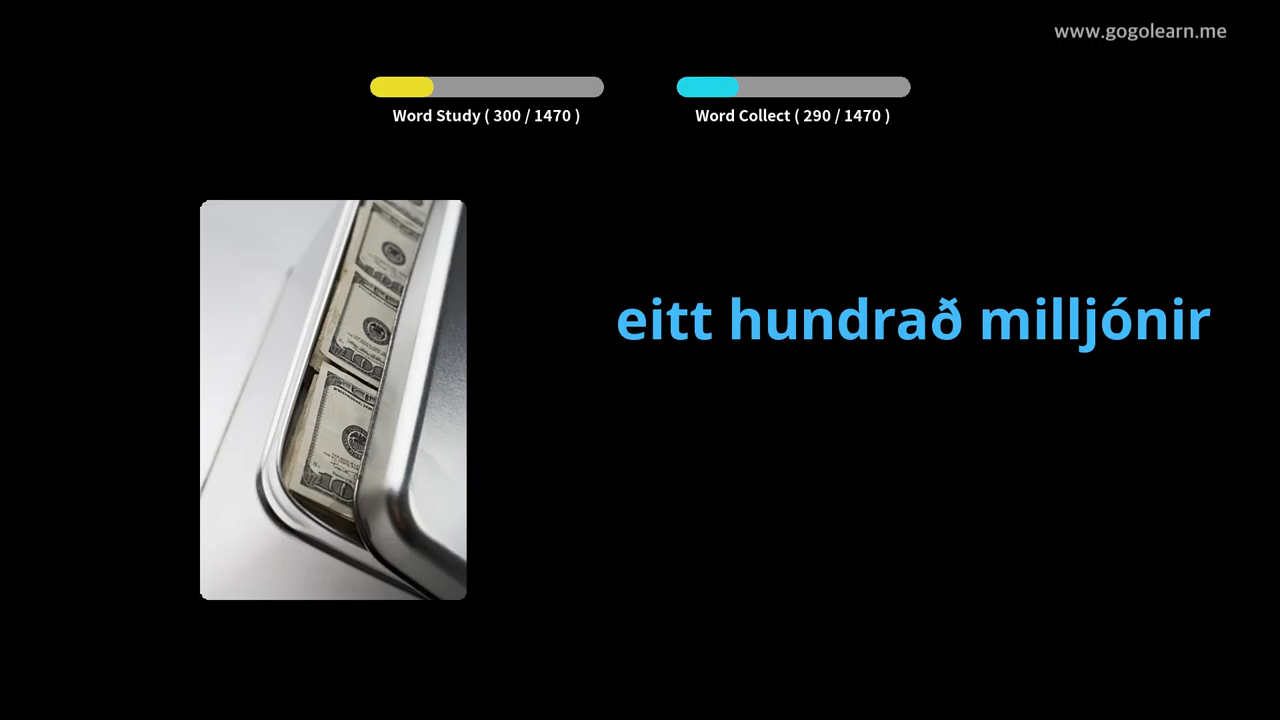 www.gogolearn.me
Word Study ( 300 / 1470 )
Word Collect ( 290 / 1470 )
eitt hundrað milljónir